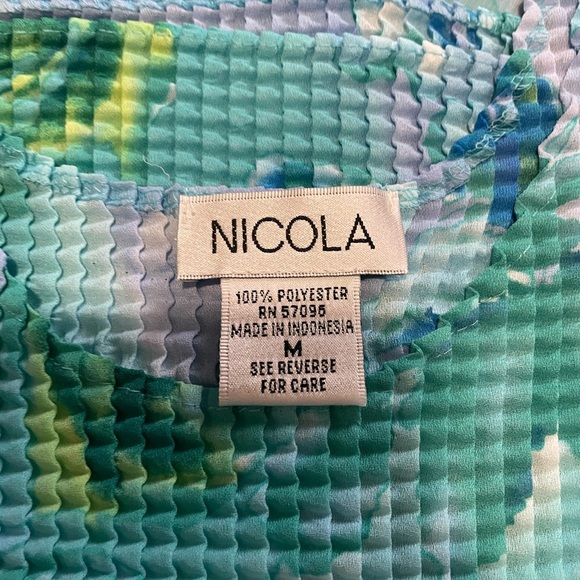 NICOLA
100% POLYESTER
RN 57096
MADE IN INDONESIA
M
SEE REVERSE
FOR CARE